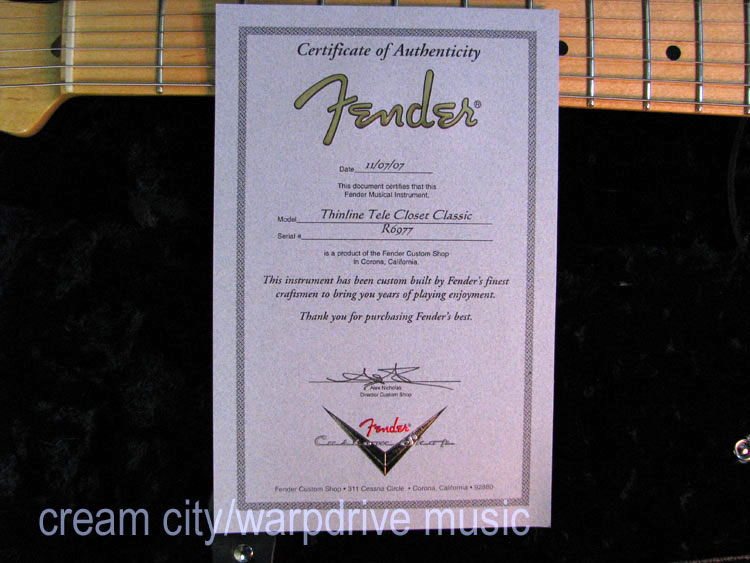 Certificate of Authenticity
Fender®
Date 11/07/07
This document certifies that this
Fender Musical Instrument,
Model Thinline Tele Closet Classic
Serial # R6977
is a product of the Fender Custom Shop
in Corona, California.
This instrument has been custom built by Fender's finest
craftsmen to bring you years of playing enjoyment.
Thank you for purchasing Fender's best.
Alex Nicholas
Director Custom Shop
Fender®
Custom Shop
Fender Custom Shop • 311 Cessna Circle • Corona, California • 92880
cream city/warpdrive music